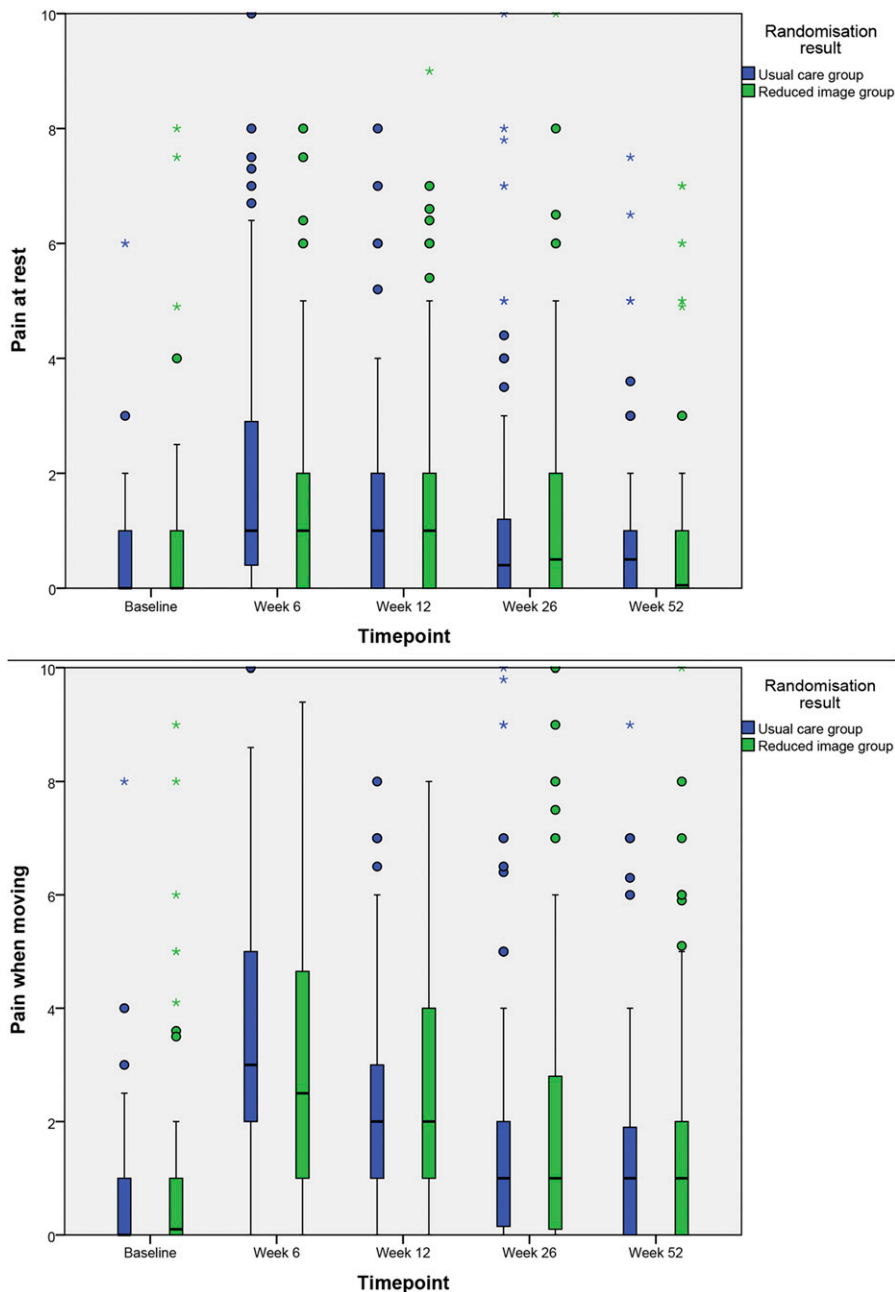 10
8
6
4
2
0
Pain at rest
Baseline
Week 6
Week 12
Week 26
Week 52
Timepoint
Randomisation
result
Usual care group
Reduced image group
10
8
6
4
2
0
Pain when moving
Baseline
Week 6
Week 12
Week 26
Week 52
Timepoint
Randomisation
result
Usual care group
Reduced image group